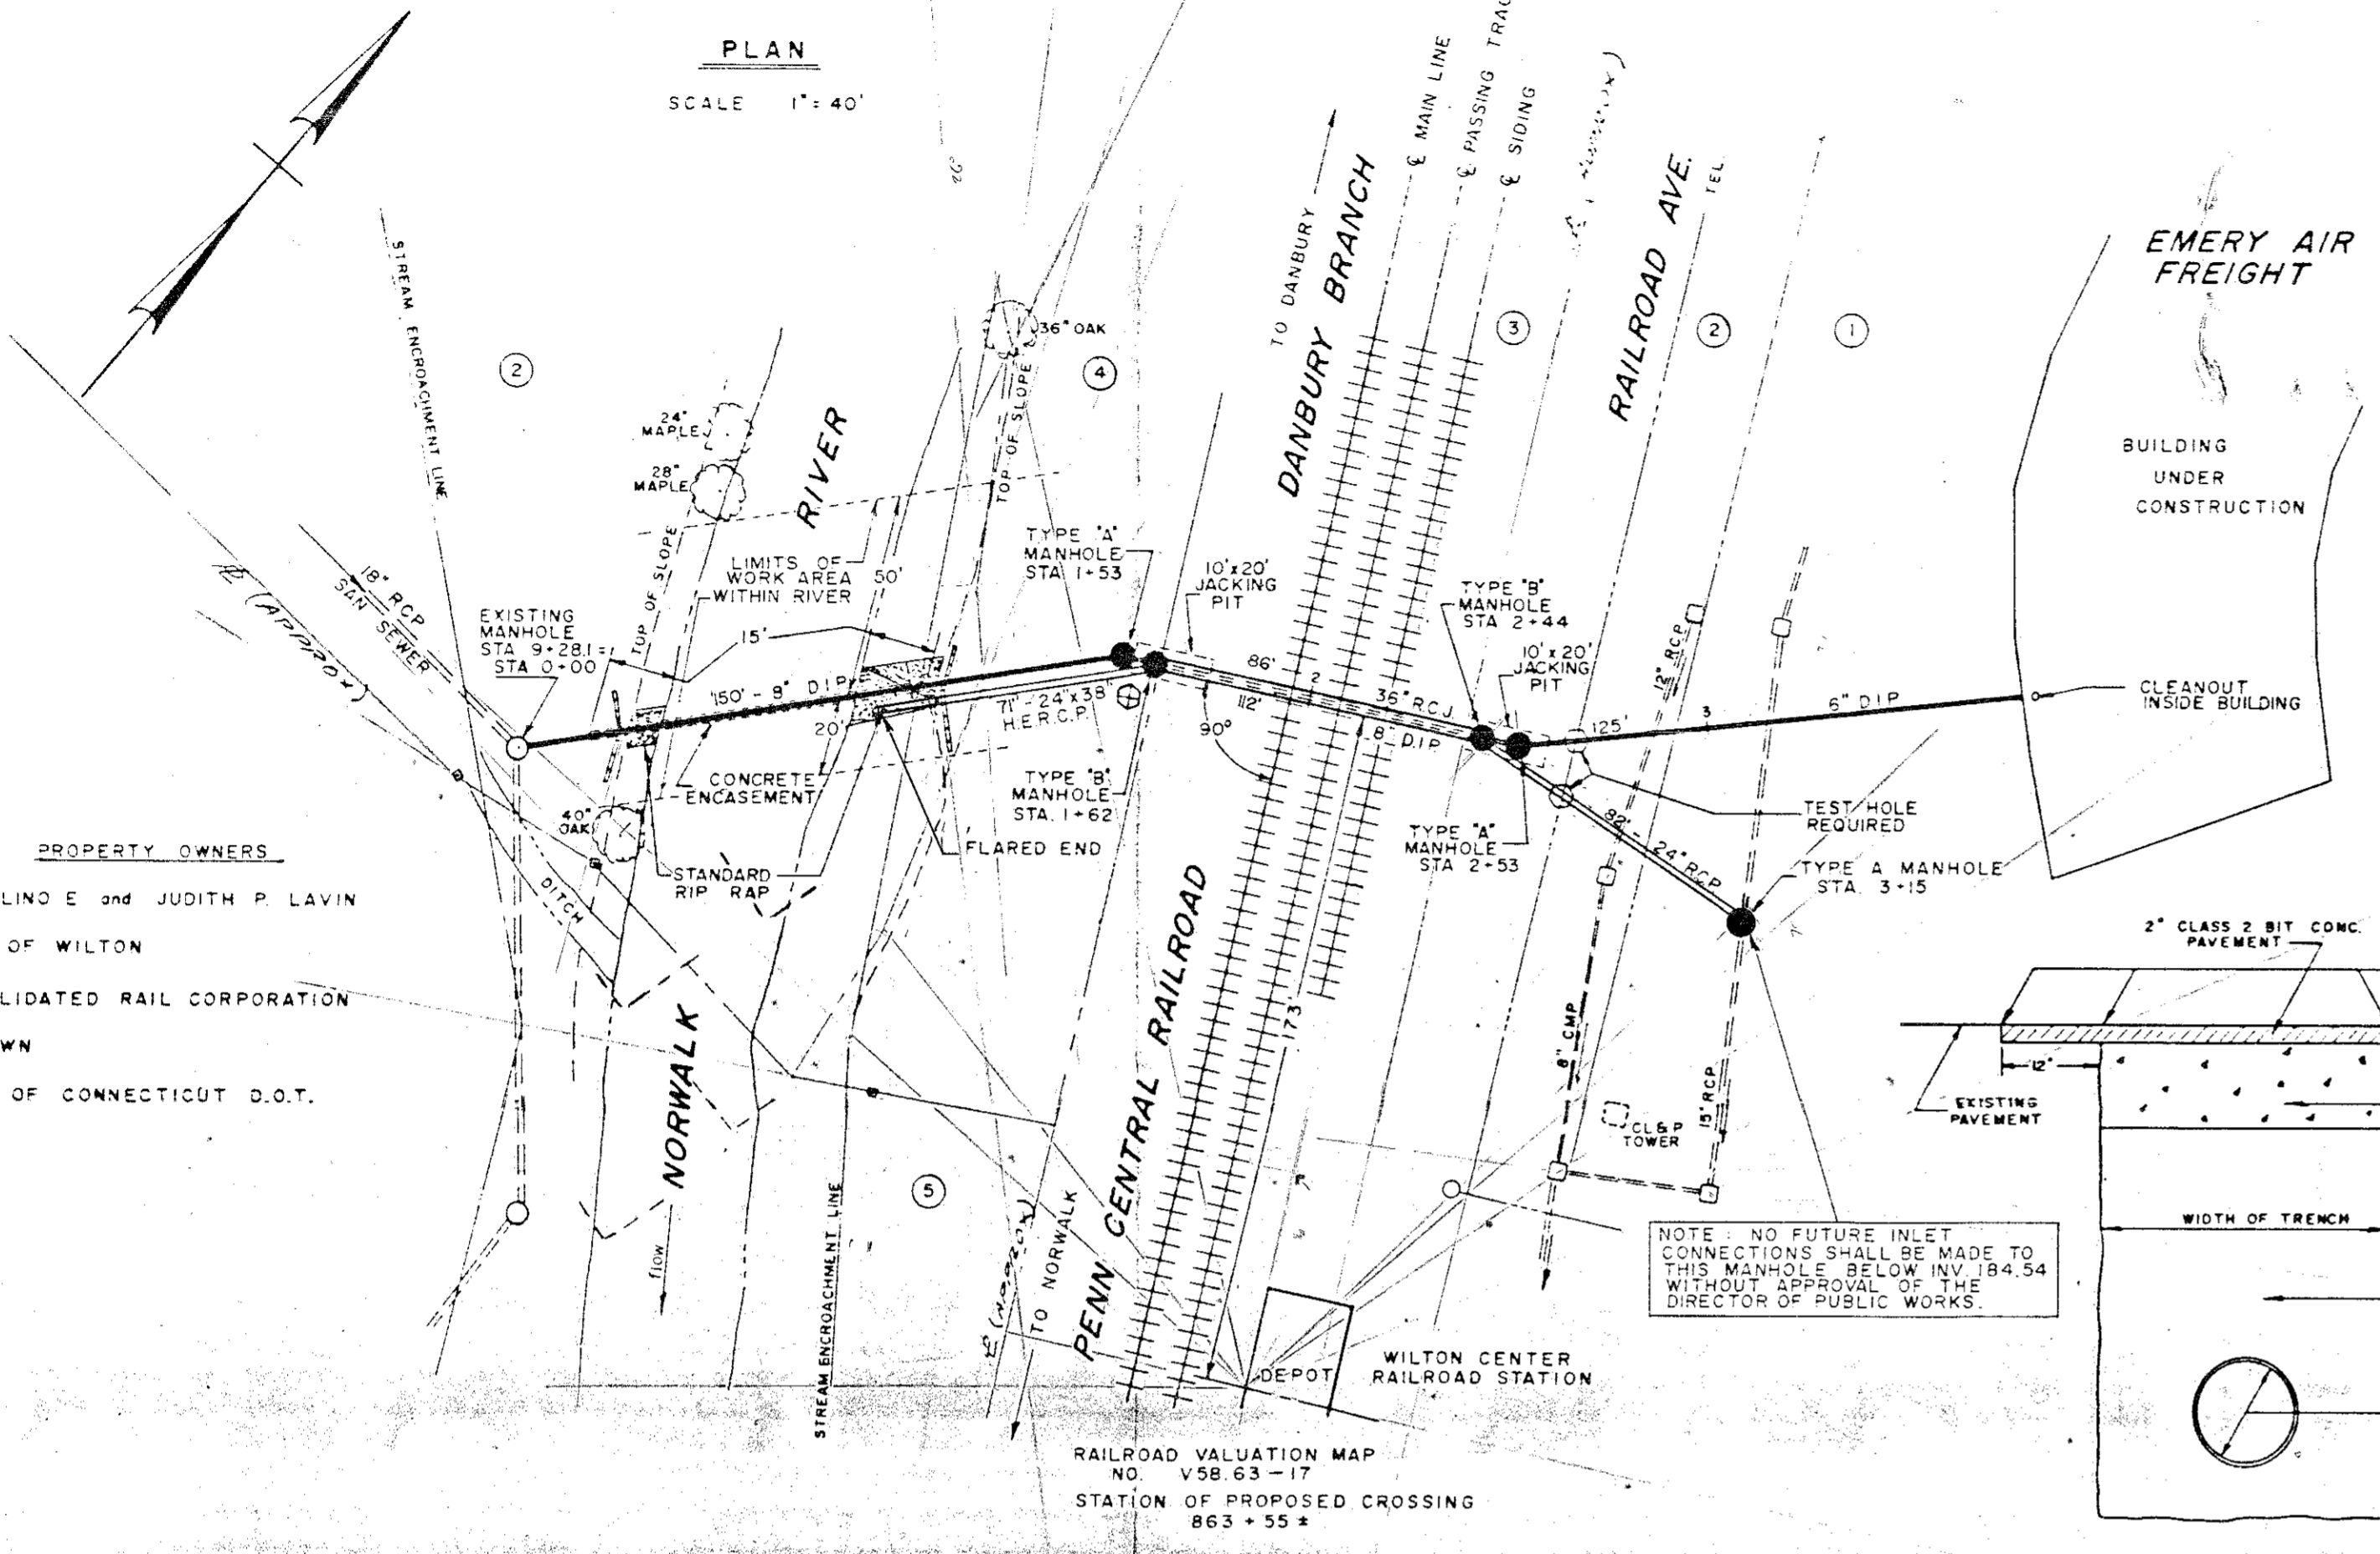 PLAN
SCALE 1" = 40'
℄ MAIN LINE
℄ PASSING
℄ SIDING
TO DANBURY
DANBURY BRANCH
RAILROAD AVE.
TEL.
EMERY AIR
FREIGHT
BUILDING
UNDER
CONSTRUCTION
STREAM ENCROACHMENT LINE
2
4
3
2
1
36" OAK
24"
MAPLE
28"
MAPLE
RIVER
TOP OF SLOPE
TOP OF SLOPE
LIMITS OF
WORK AREA
WITHIN RIVER
50'
15'
TYPE "A"
MANHOLE
STA 1+53
10'x20'
JACKING
PIT
TYPE "B"
MANHOLE
STA 2+44
10'x20'
JACKING
PIT
12" RCP
18" RCP
SAN SEWER
(APPROX)
EXISTING
MANHOLE
STA 9+28.1 =
STA 0+00
150' - 8" DIP
20'
71' - 24"x38"
H.E.R.C.P.
86'
2
36" R.C.J.
112'
8" D.I.P.
90°
125'
3
6" DIP
CLEANOUT
INSIDE BUILDING
CONCRETE
ENCASEMENT
TYPE "B"
MANHOLE
STA. 1+62
40"
OAK
FLARED END
STANDARD
RIP RAP
DITCH
TYPE "A"
MANHOLE
STA 2+53
82' - 24" RCP
TEST HOLE
REQUIRED
TYPE A MANHOLE
STA. 3+15
PROPERTY OWNERS
LINO E and JUDITH P. LAVIN
OF WILTON
LIDATED RAIL CORPORATION
WN
OF CONNECTICUT D.O.T.
2" CLASS 2 BIT CONC.
PAVEMENT
12"
EXISTING
PAVEMENT
WIDTH OF TRENCH
NORWALK
flow
PENN CENTRAL RAILROAD
173'
8" CMP
CL&P
TOWER
15" RCP
5
STREAM ENCROACHMENT LINE
TO NORWALK
NOTE : NO FUTURE INLET
CONNECTIONS SHALL BE MADE TO
THIS MANHOLE BELOW INV. 184.54
WITHOUT APPROVAL OF THE
DIRECTOR OF PUBLIC WORKS.
DEPOT
WILTON CENTER
RAILROAD STATION
RAILROAD VALUATION MAP
NO. V58.63-17
STATION OF PROPOSED CROSSING
863 + 55 ±